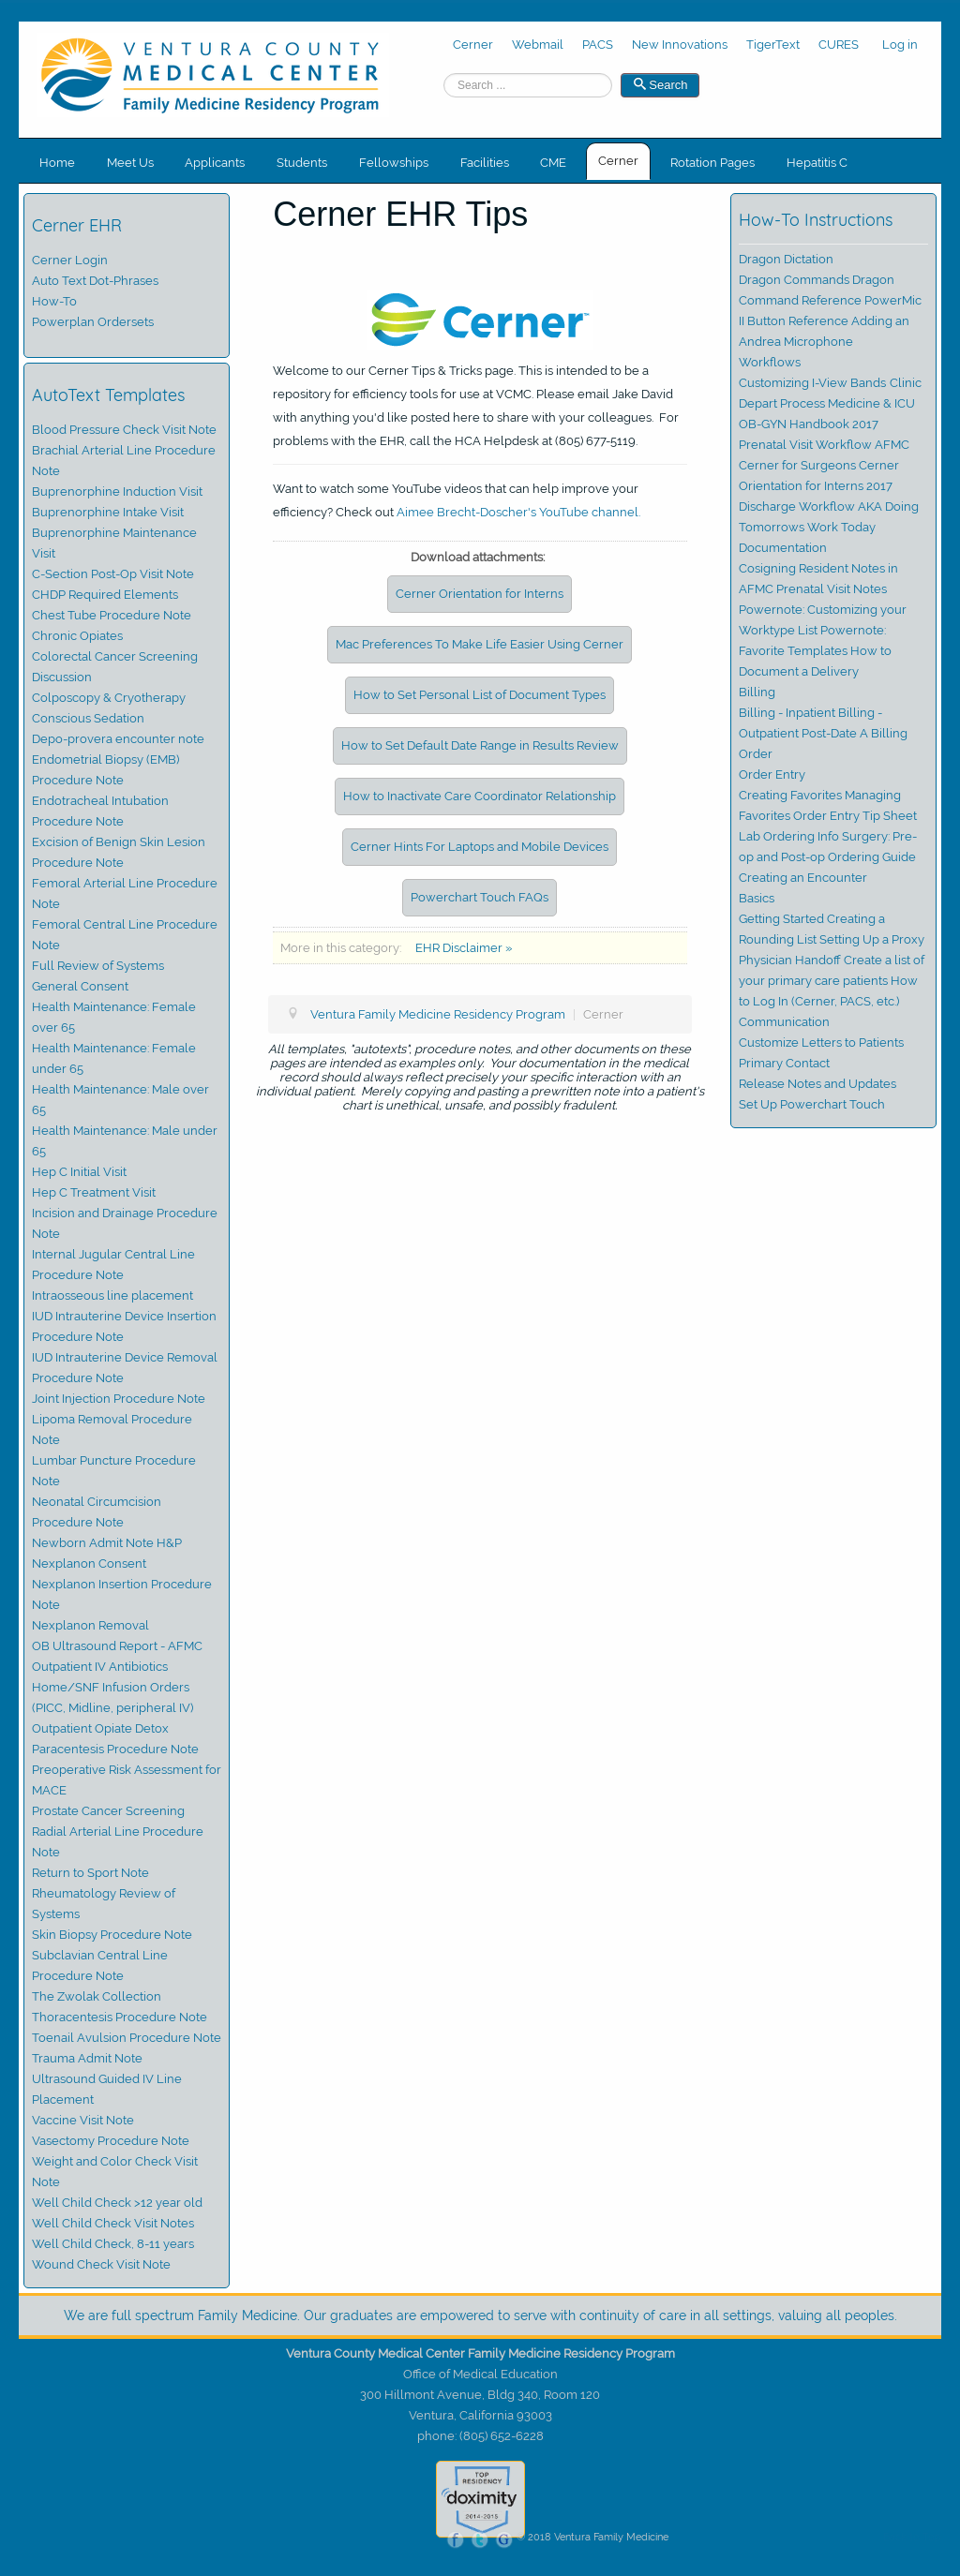 VENTURA COUNTY
MEDICAL CENTER
Family Medicine Residency Program
Cerner Webmail PACS New Innovations TigerText CURES Log in
Search ... Search
Home Meet Us Applicants Students Fellowships Facilities CME Cerner Rotation Pages Hepatitis C
Cerner EHR
Cerner Login
Auto Text Dot-Phrases
How-To
Powerplan Ordersets
AutoText Templates
Blood Pressure Check Visit Note
Brachial Arterial Line Procedure
Note
Buprenorphine Induction Visit
Buprenorphine Intake Visit
Buprenorphine Maintenance
Visit
C-Section Post-Op Visit Note
CHDP Required Elements
Chest Tube Procedure Note
Chronic Opiates
Colorectal Cancer Screening
Discussion
Colposcopy & Cryotherapy
Conscious Sedation
Depo-provera encounter note
Endometrial Biopsy (EMB)
Procedure Note
Endotracheal Intubation
Procedure Note
Excision of Benign Skin Lesion
Procedure Note
Femoral Arterial Line Procedure
Note
Femoral Central Line Procedure
Note
Full Review of Systems
General Consent
Health Maintenance: Female
over 65
Health Maintenance: Female
under 65
Health Maintenance: Male over
65
Health Maintenance: Male under
65
Hep C Initial Visit
Hep C Treatment Visit
Incision and Drainage Procedure
Note
Internal Jugular Central Line
Procedure Note
Intraosseous line placement
IUD Intrauterine Device Insertion
Procedure Note
IUD Intrauterine Device Removal
Procedure Note
Joint Injection Procedure Note
Lipoma Removal Procedure
Note
Lumbar Puncture Procedure
Note
Neonatal Circumcision
Procedure Note
Newborn Admit Note H&P
Nexplanon Consent
Nexplanon Insertion Procedure
Note
Nexplanon Removal
OB Ultrasound Report - AFMC
Outpatient IV Antibiotics
Home/SNF Infusion Orders
(PICC, Midline, peripheral IV)
Outpatient Opiate Detox
Paracentesis Procedure Note
Preoperative Risk Assessment for
MACE
Prostate Cancer Screening
Radial Arterial Line Procedure
Note
Return to Sport Note
Rheumatology Review of
Systems
Skin Biopsy Procedure Note
Subclavian Central Line
Procedure Note
The Zwolak Collection
Thoracentesis Procedure Note
Toenail Avulsion Procedure Note
Trauma Admit Note
Ultrasound Guided IV Line
Placement
Vaccine Visit Note
Vasectomy Procedure Note
Weight and Color Check Visit
Note
Well Child Check >12 year old
Well Child Check Visit Notes
Well Child Check, 8-11 years
Wound Check Visit Note
Cerner EHR Tips
Cerner
Welcome to our Cerner Tips & Tricks page. This is intended to be a
repository for efficiency tools for use at VCMC. Please email Jake David
with anything you'd like posted here to share with your colleagues. For
problems with the EHR, call the HCA Helpdesk at (805) 677-5119.
Want to watch some YouTube videos that can help improve your
efficiency? Check out Aimee Brecht-Doscher's YouTube channel.
Download attachments:
Cerner Orientation for Interns
Mac Preferences To Make Life Easier Using Cerner
How to Set Personal List of Document Types
How to Set Default Date Range in Results Review
How to Inactivate Care Coordinator Relationship
Cerner Hints For Laptops and Mobile Devices
Powerchart Touch FAQs
More in this category: EHR Disclaimer »
Ventura Family Medicine Residency Program | Cerner
All templates, "autotexts", procedure notes, and other documents on these
pages are intended as examples only. Your documentation in the medical
record should always reflect precisely your specific interaction with an
individual patient. Merely copying and pasting a prewritten note into a patient's
chart is unethical, unsafe, and possibly fradulent.
How-To Instructions
Dragon Dictation
Dragon Commands Dragon
Command Reference PowerMic
II Button Reference Adding an
Andrea Microphone
Workflows
Customizing I-View Bands Clinic
Depart Process Medicine & ICU
OB-GYN Handbook 2017
Prenatal Visit Workflow AFMC
Cerner for Surgeons Cerner
Orientation for Interns 2017
Discharge Workflow AKA Doing
Tomorrows Work Today
Documentation
Cosigning Resident Notes in
AFMC Prenatal Visit Notes
Powernote: Customizing your
Worktype List Powernote:
Favorite Templates How to
Document a Delivery
Billing
Billing - Inpatient Billing -
Outpatient Post-Date A Billing
Order
Order Entry
Creating Favorites Managing
Favorites Order Entry Tip Sheet
Lab Ordering Info Surgery: Pre-
op and Post-op Ordering Guide
Creating an Encounter
Basics
Getting Started Creating a
Rounding List Setting Up a Proxy
Physician Handoff Create a list of
your primary care patients How
to Log In (Cerner, PACS, etc.)
Communication
Customize Letters to Patients
Primary Contact
Release Notes and Updates
Set Up Powerchart Touch
We are full spectrum Family Medicine. Our graduates are empowered to serve with continuity of care in all settings, valuing all peoples.
Ventura County Medical Center Family Medicine Residency Program
Office of Medical Education
300 Hillmont Avenue, Bldg 340, Room 120
Ventura, California 93003
phone: (805) 652-6228
TOP
RESIDENCY
doximity
2014-2015
© 2018 Ventura Family Medicine